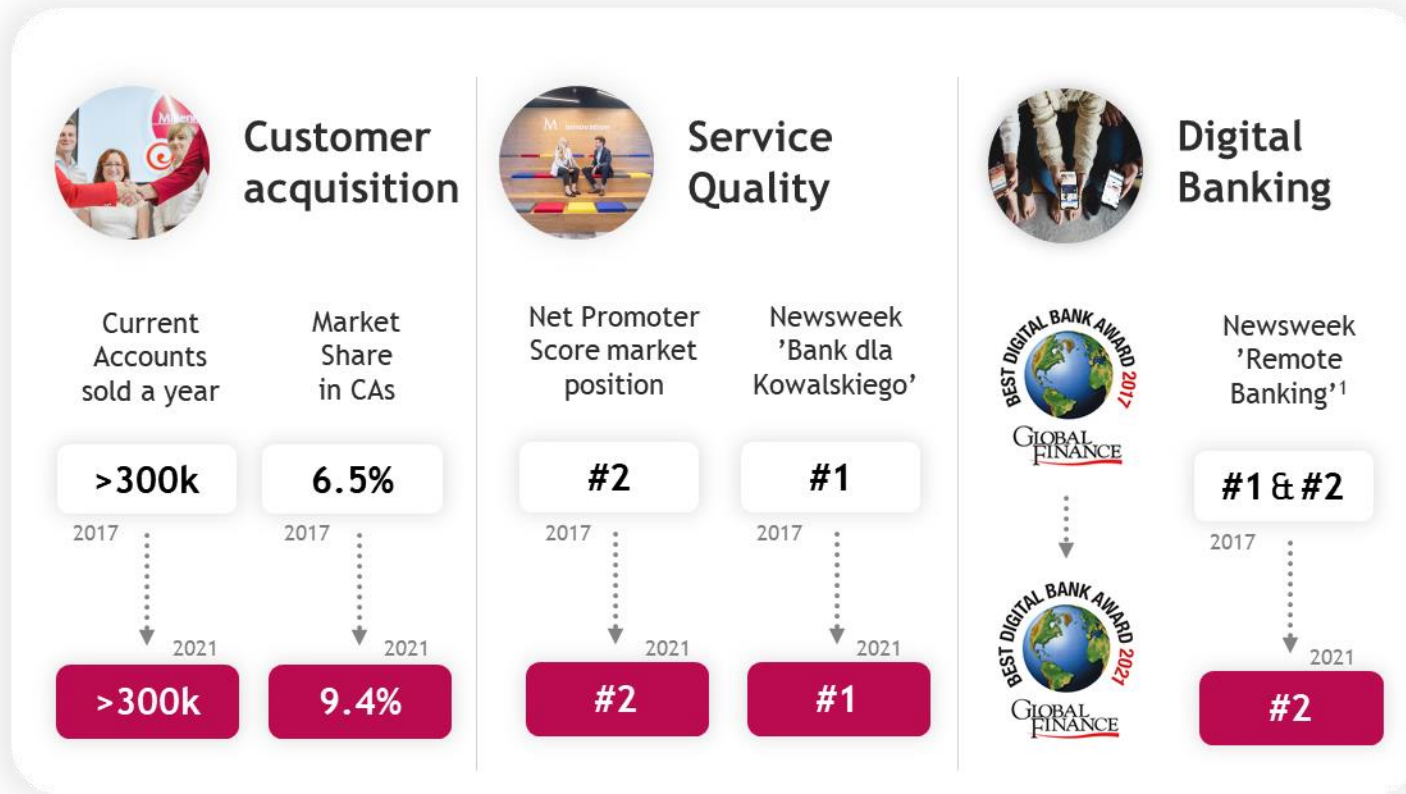 Customer
acquisition
Current
Accounts
sold a year
>300k
2017
2021
>300k
Market
Share
in CAs
6.5%
2017
2021
9.4%
M innovation
Service
Quality
Net Promoter
Score market
position
#2
2017
2021
#2
Newsweek
’Bank dla
Kowalskiego’
#1
2017
2021
#1
Digital
Banking
BEST DIGITAL BANK AWARD 2017
GLOBAL
FINANCE
BEST DIGITAL BANK AWARD 2021
GLOBAL
FINANCE
Newsweek
’Remote
Banking’¹
#1 & #2
2017
2021
#2